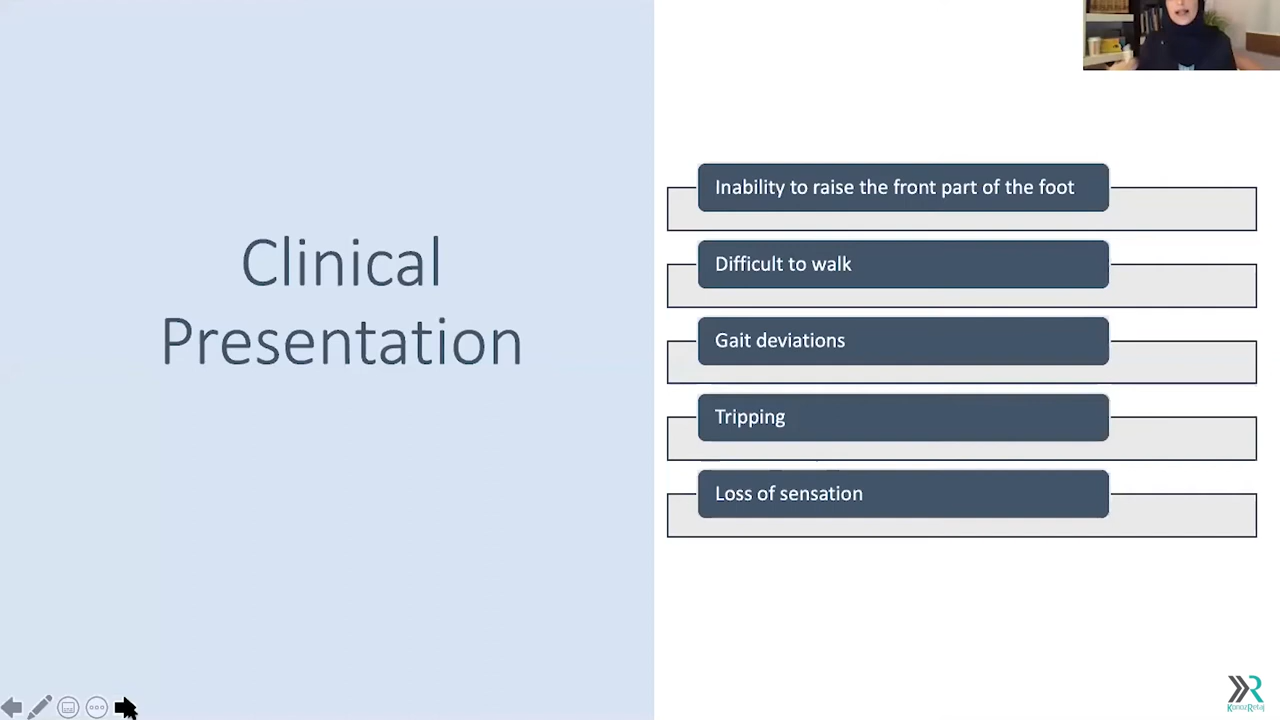 Clinical
Presentation
Inability to raise the front part of the foot
Difficult to walk
Gait deviations
Tripping
Loss of sensation
KonozRetaj